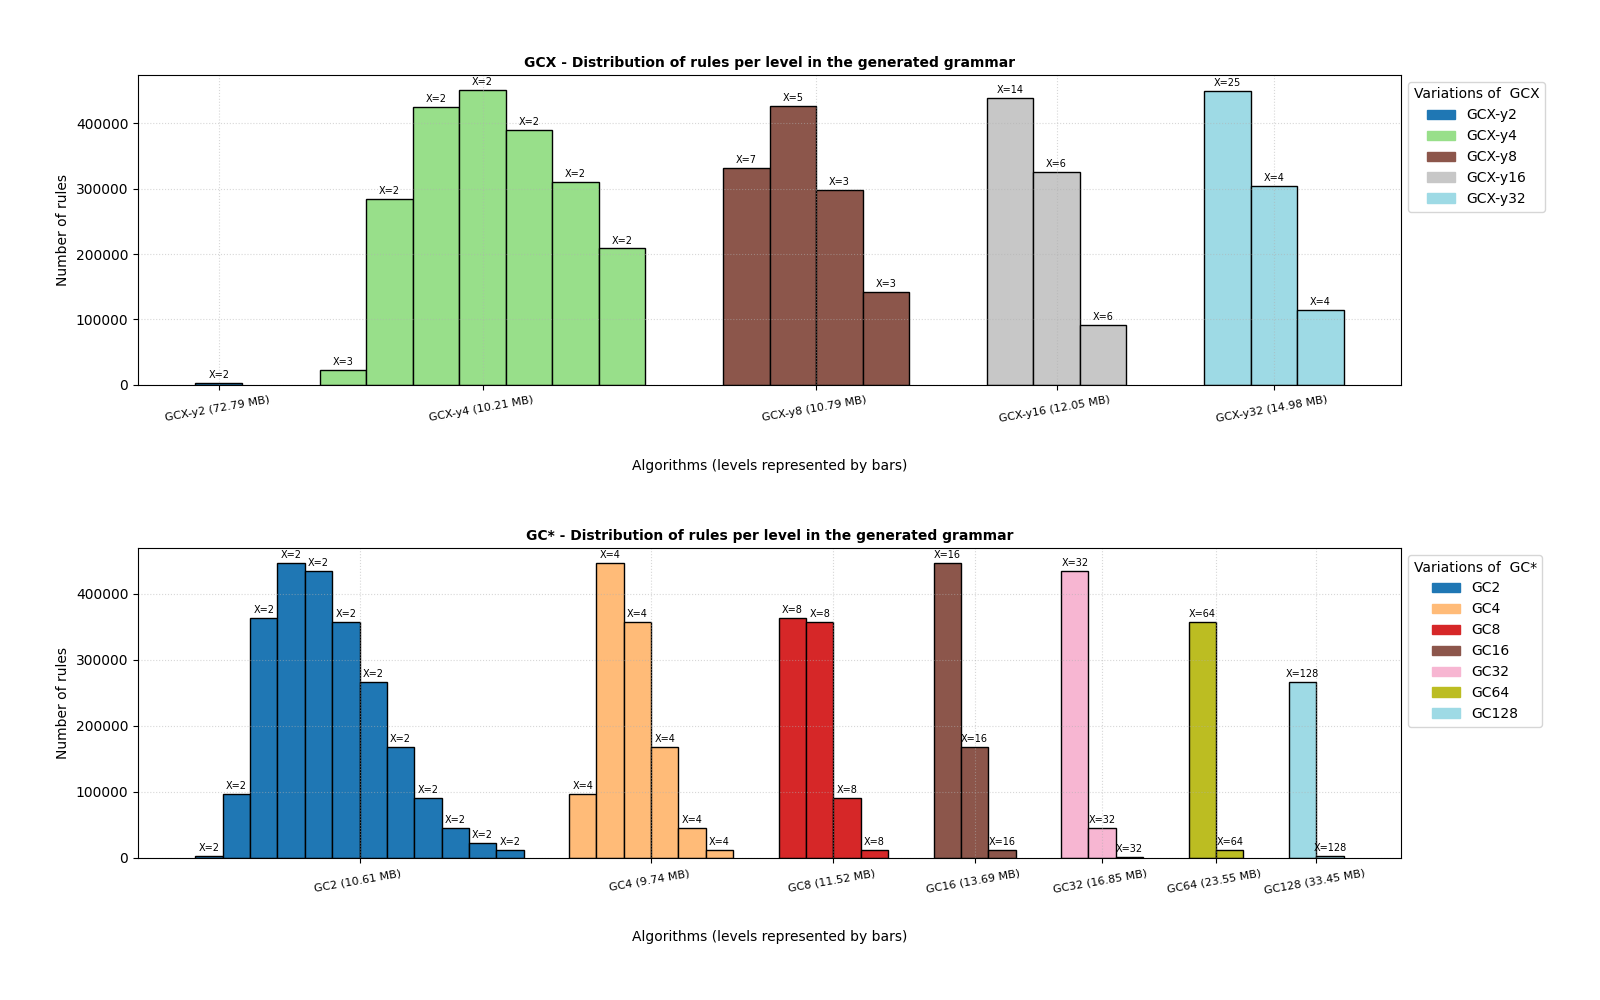 GCX - Distribution of rules per level in the generated grammar
Number of rules
400000
300000
200000
100000
0
X=2
X=3
X=2
X=2
X=2
X=2
X=2
X=2
X=7
X=5
X=3
X=3
X=14
X=6
X=6
X=25
X=4
X=4
GCX-y2 (72.79 MB)
GCX-y4 (10.21 MB)
GCX-y8 (10.79 MB)
GCX-y16 (12.05 MB)
GCX-y32 (14.98 MB)
Algorithms (levels represented by bars)
Variations of  GCX
GCX-y2
GCX-y4
GCX-y8
GCX-y16
GCX-y32
GC* - Distribution of rules per level in the generated grammar
Number of rules
400000
300000
200000
100000
0
X=2
X=2
X=2
X=2
X=2
X=2
X=2
X=2
X=2
X=2
X=2
X=2
X=4
X=4
X=4
X=4
X=4
X=4
X=8
X=8
X=8
X=8
X=16
X=16
X=16
X=32
X=32
X=32
X=64
X=64
X=128
X=128
GC2 (10.61 MB)
GC4 (9.74 MB)
GC8 (11.52 MB)
GC16 (13.69 MB)
GC32 (16.85 MB)
GC64 (23.55 MB)
GC128 (33.45 MB)
Algorithms (levels represented by bars)
Variations of  GC*
GC2
GC4
GC8
GC16
GC32
GC64
GC128